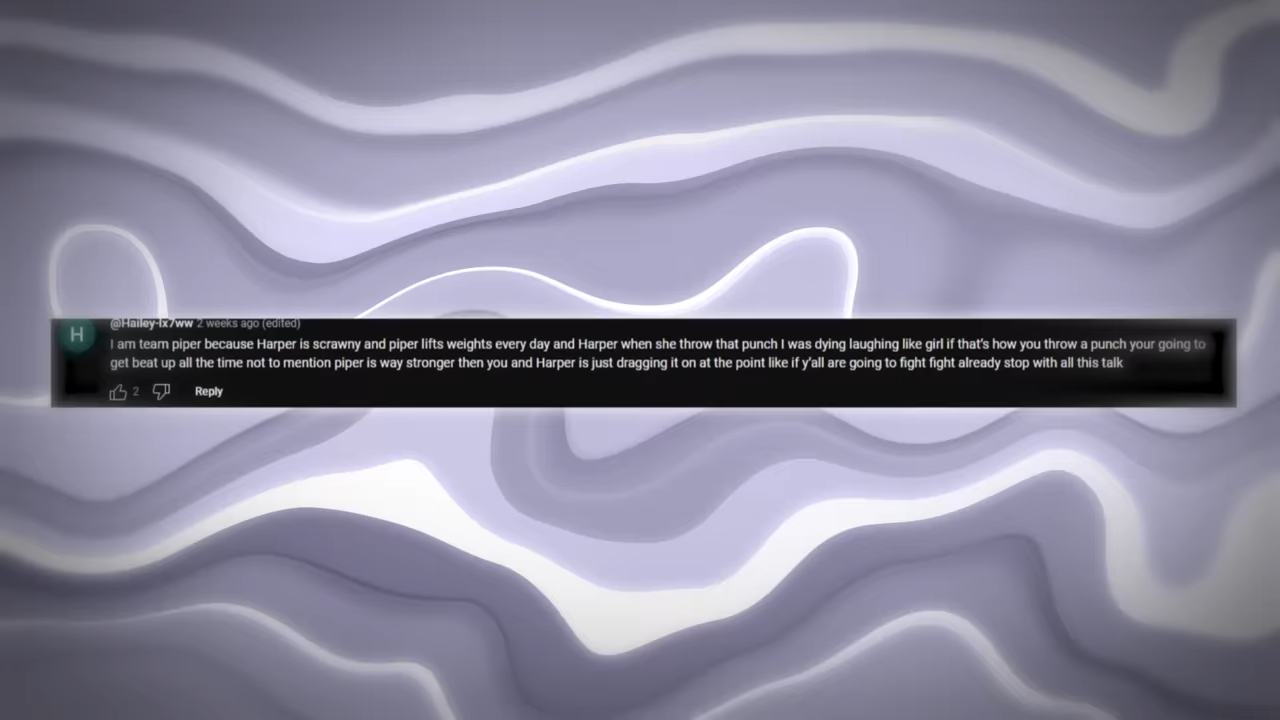 H
@Hailey-lx7ww 2 weeks ago (edited)
I am team piper because Harper is scrawny and piper lifts weights every day and Harper when she throw that punch I was dying laughing like girl if that's how you throw a punch your going to
get beat up all the time not to mention piper is way stronger then you and Harper is just dragging it on at the point like if y'all are going to fight fight already stop with all this talk
2 Reply